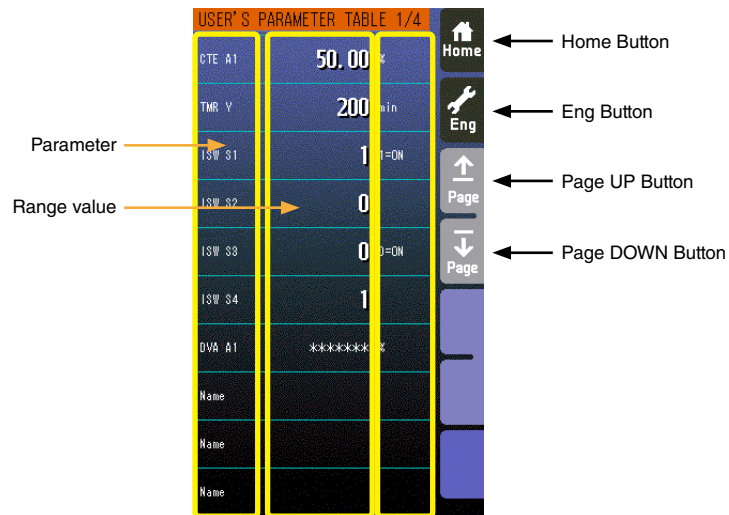 USER'S PARAMETER TABLE 1/4
Home
Home Button
CTE A1 50.00 %
TMR Y 200 min
Eng
Eng Button
Parameter
ISW S1 1 1=ON
Page
Page UP Button
Range value
ISW S2 0
ISW S3 0 0=ON
Page
Page DOWN Button
ISW S4 1
DVA A1 ******* %
Name
Name
Name